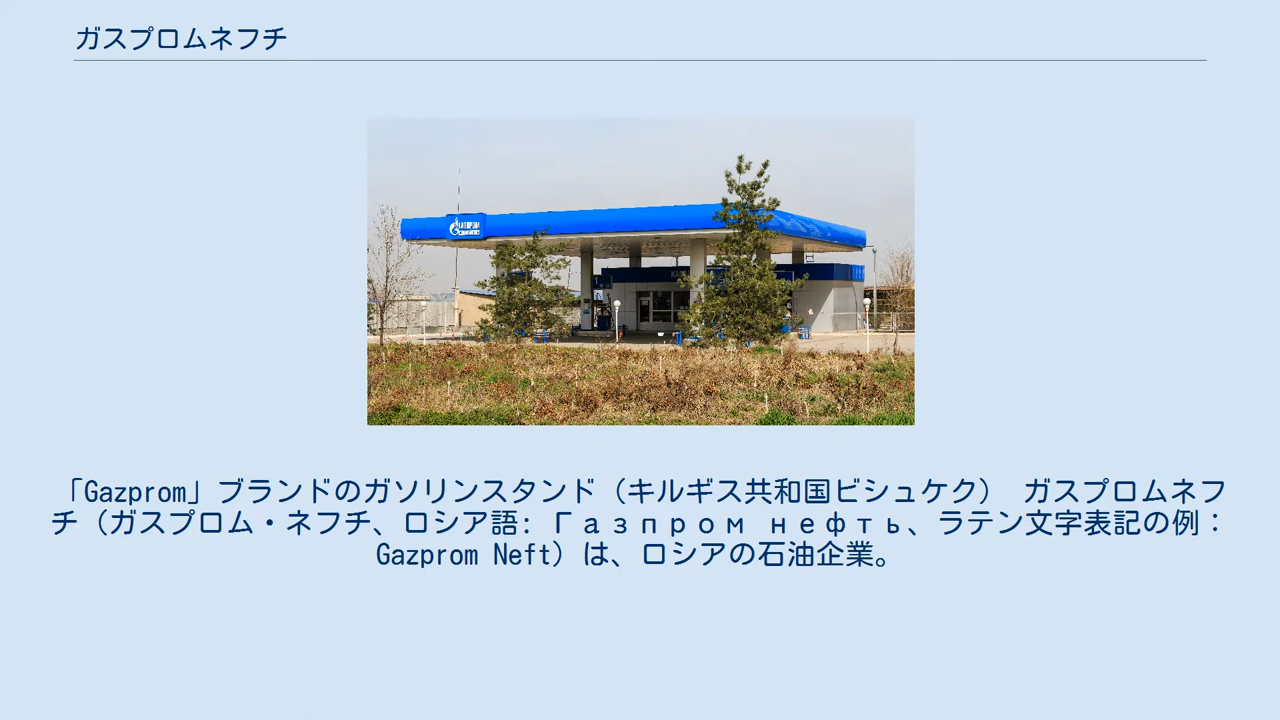 ガスプロムネフチ
「Gazprom」ブランドのガソリンスタンド（キルギス共和国ビシュケク） ガスプロムネフ
チ（ガスプロム・ネフチ、ロシア語: Газпром нефть、ラテン文字表記の例：
Gazprom Neft）は、ロシアの石油企業。